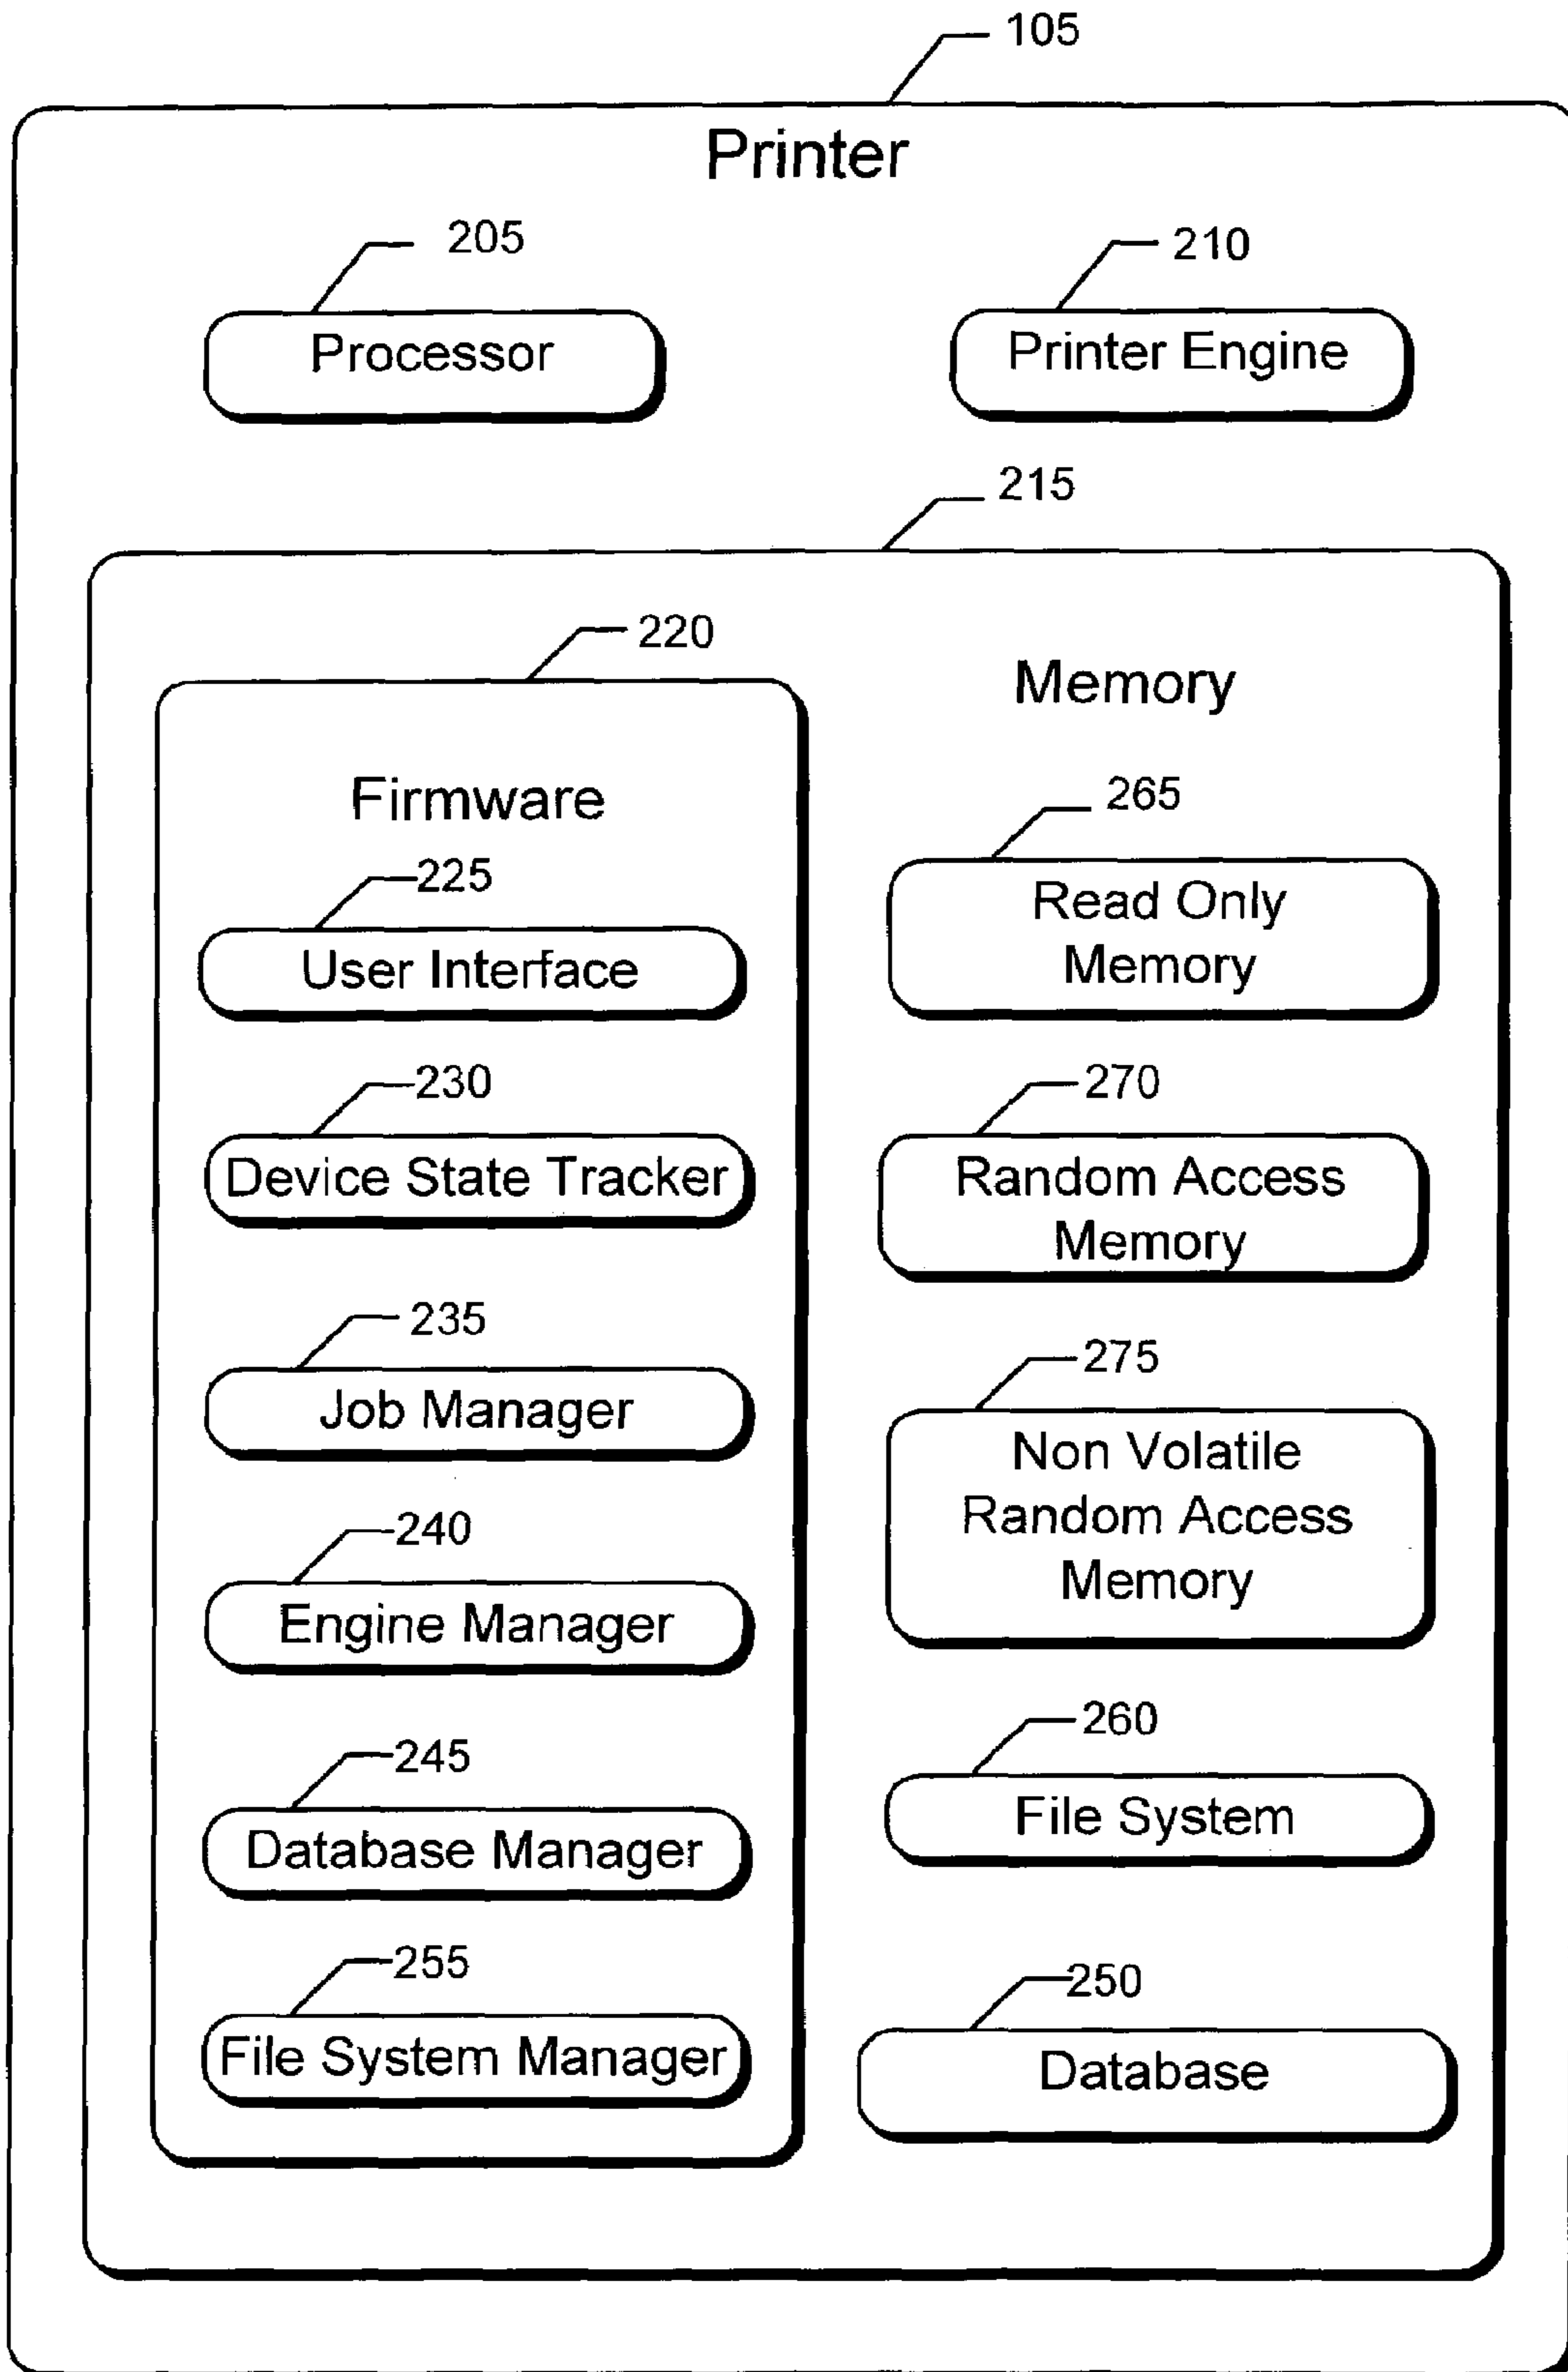 105
Printer
205
210
Processor
Printer Engine
215
220
Memory
Firmware
225
User Interface
230
Device State Tracker
235
Job Manager
240
Engine Manager
245
Database Manager
255
File System Manager
265
Read Only
Memory
270
Random Access
Memory
275
Non Volatile
Random Access
Memory
260
File System
250
Database